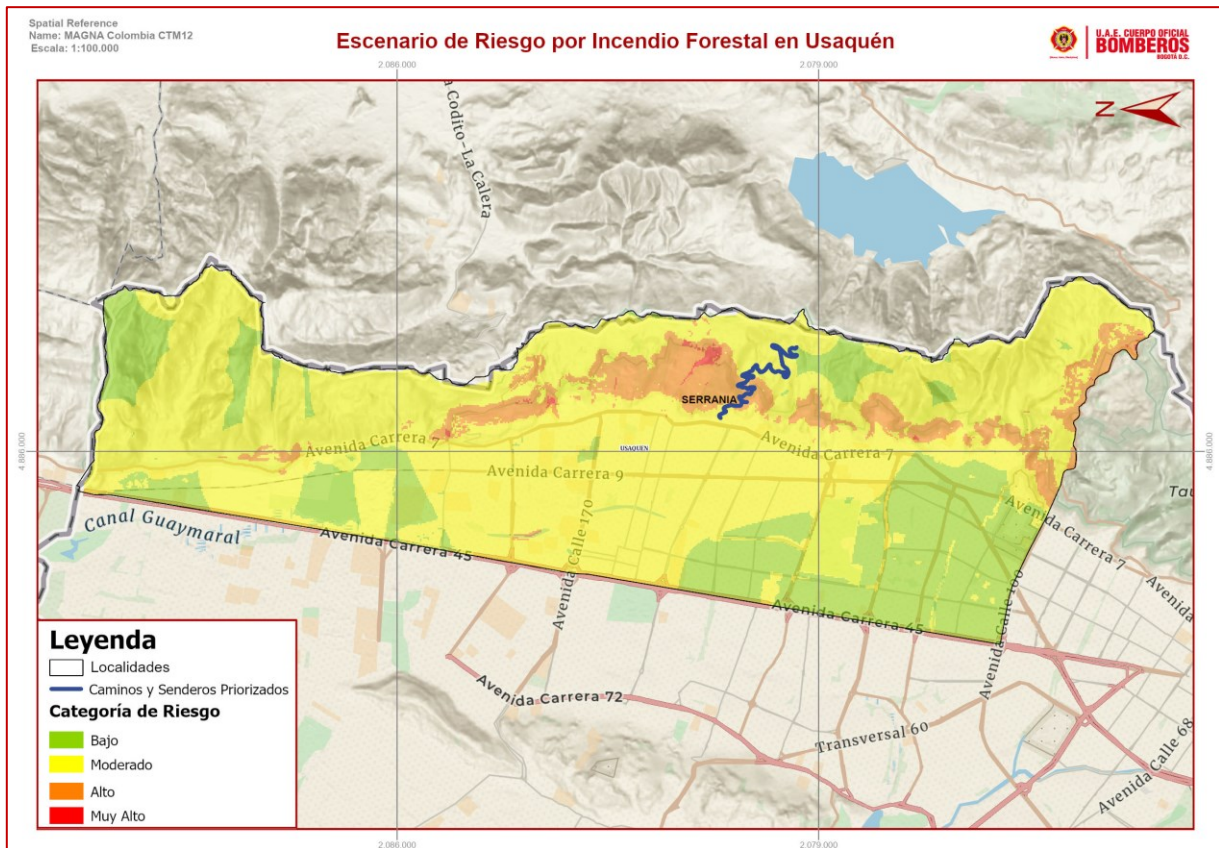 Spatial Reference
Name: MAGNA Colombia CTM12
Escala: 1:100.000
Escenario de Riesgo por Incendio Forestal en Usaquén
U.A.E. CUERPO OFICIAL
BOMBEROS
BOGOTÁ D.C.
2.086.000
2.079.000
a Codito-La Calera
N
SERRANIA
4.886.000
Avenida Carrera 7
USAQUÉN
Avenida Carrera 7
4.886.000
Avenida Carrera 9
Tau
Canal Guaymaral
Avenida Carrera 45
Avenida Calle 170
Avenida Carrera 7
Avenida
Avenida Carrera 45
Avenida Calle 100
Avenida Carrera 72
Transversal 60
Avenida Calle 68
Leyenda
Localidades
Caminos y Senderos Priorizados
Categoría de Riesgo
Bajo
Moderado
Alto
Muy Alto
2.086.000
2.079.000